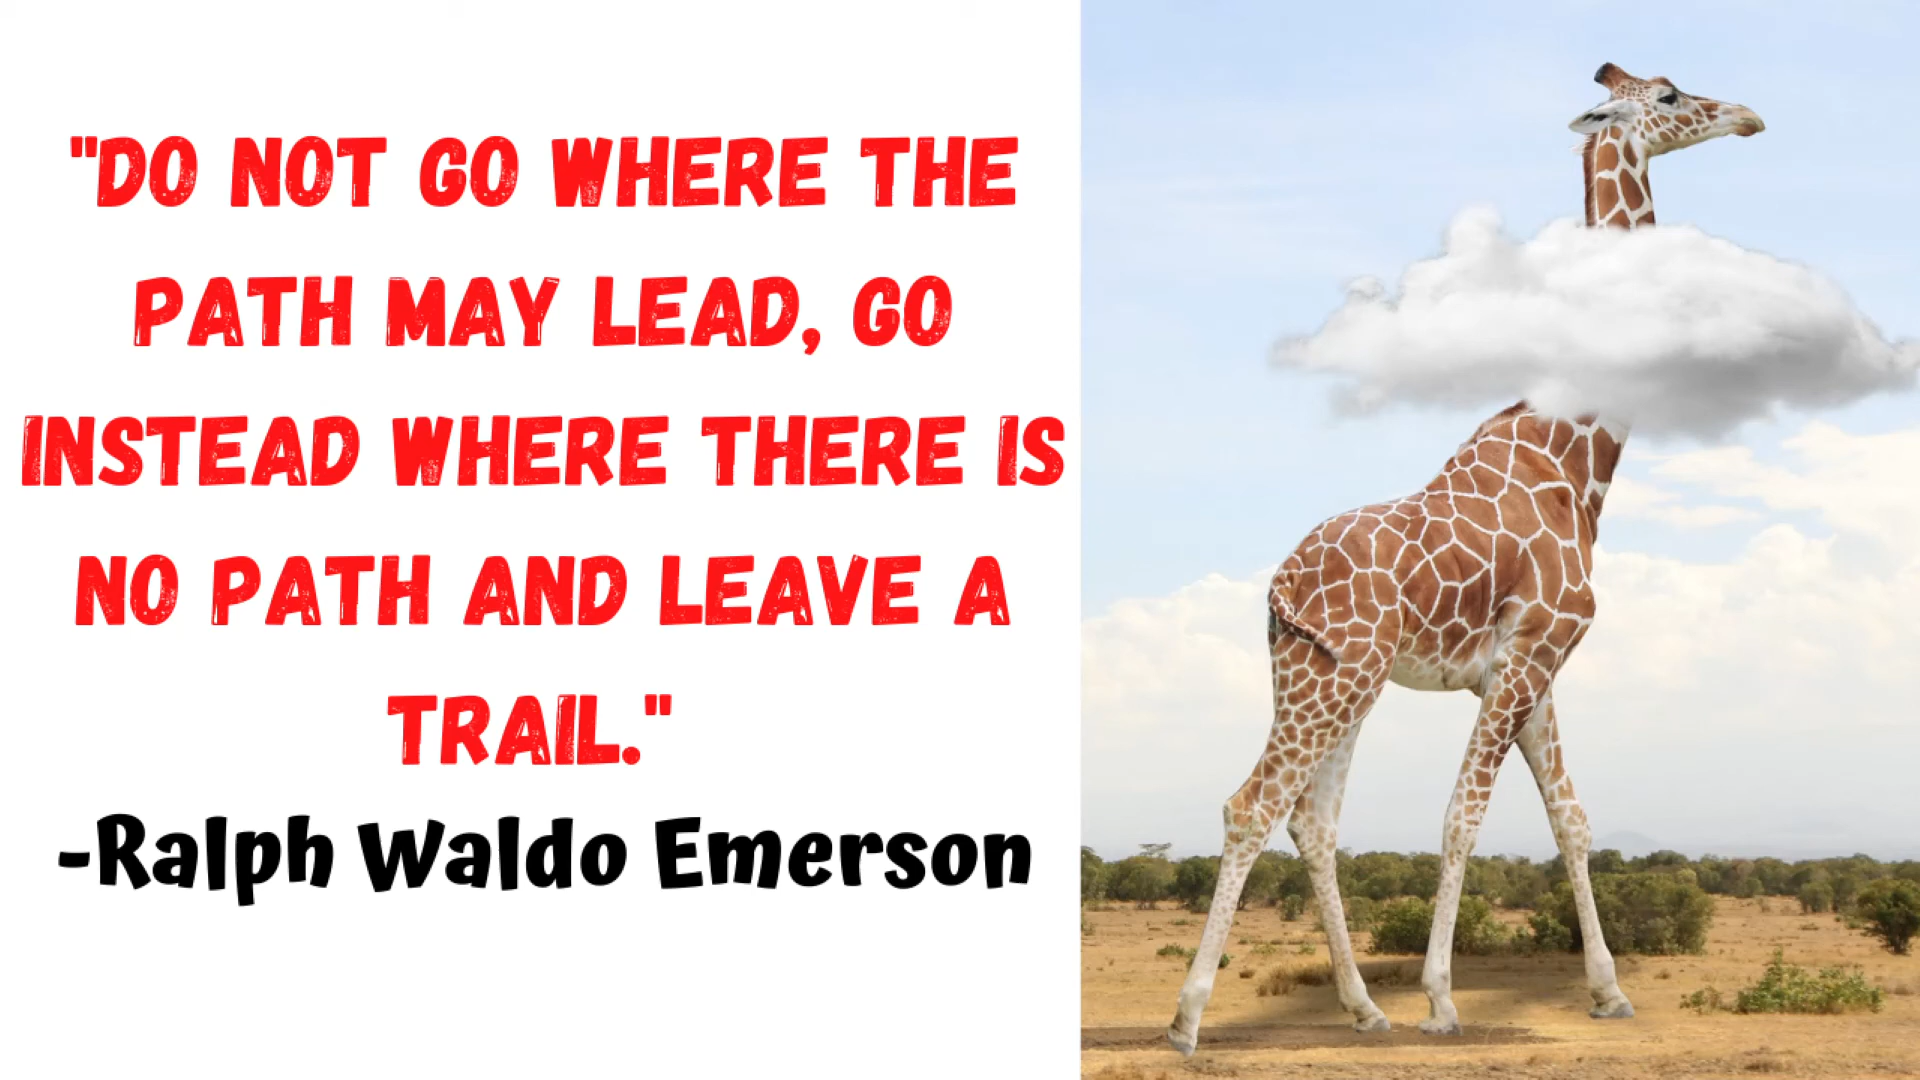 "DO NOT GO WHERE THE
PATH MAY LEAD, GO
INSTEAD WHERE THERE IS
NO PATH AND LEAVE A
TRAIL."
-Ralph Waldo Emerson